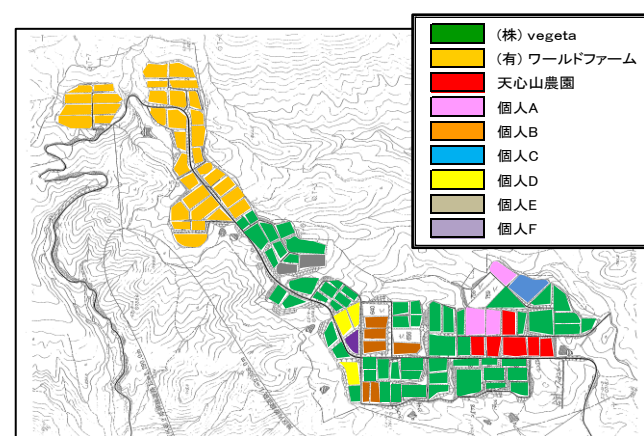 (株) vegeta
(有) ワールドファーム
天心山農園
個人A
個人B
個人C
個人D
個人E
個人F